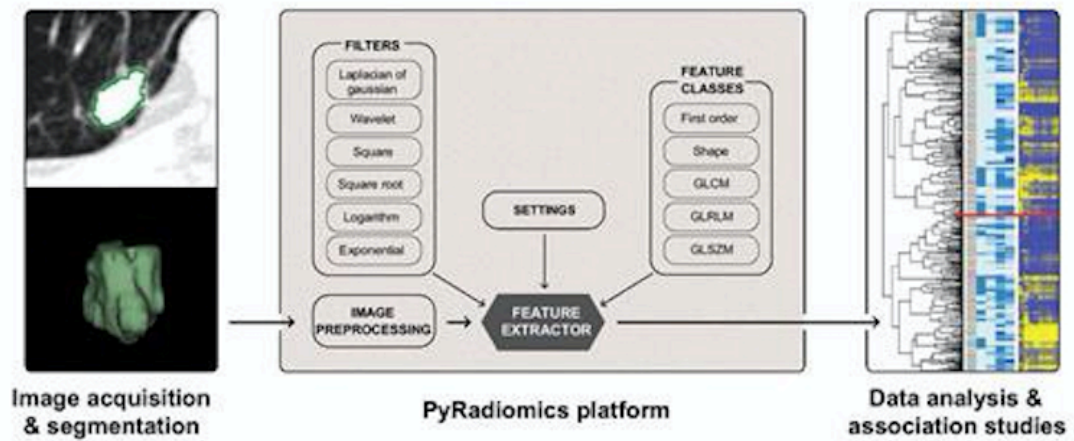 FILTERS
Laplacian of
gaussian
Wavelet
Square
Square root
Logarithm
Exponential
IMAGE
PREPROCESSING
SETTINGS
FEATURE
EXTRACTOR
FEATURE
CLASSES
First order
Shape
GLCM
GLRLM
GLSZM
Image acquisition
& segmentation
PyRadiomics platform
Data analysis &
association studies